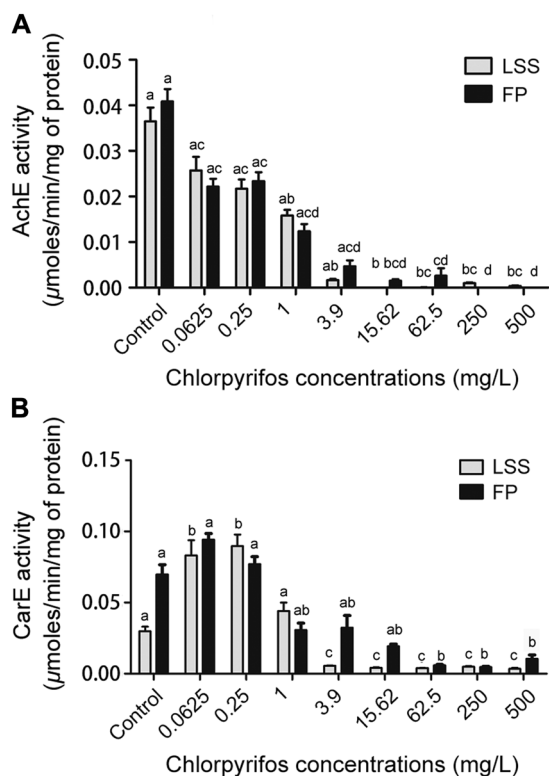 A
AchE activity
(µmoles/min/mg of protein)
0.05
0.04
0.03
0.02
0.01
0.00
LSS
FP
a a
ac ac
ac ac
ab acd
ab acd
b bcd
bc cd
bc d
bc d
Control 0.0625 0.25 1 3.9 15.62 62.5 250 500
Chlorpyrifos concentrations (mg/L)
B
CarE activity
(µmoles/min/mg of protein)
0.15
0.10
0.05
0.00
LSS
FP
a a
b a
b a
a ab
c ab
c ab
c b
c b
c b
Control 0.0625 0.25 1 3.9 15.62 62.5 250 500
Chlorpyrifos concentrations (mg/L)